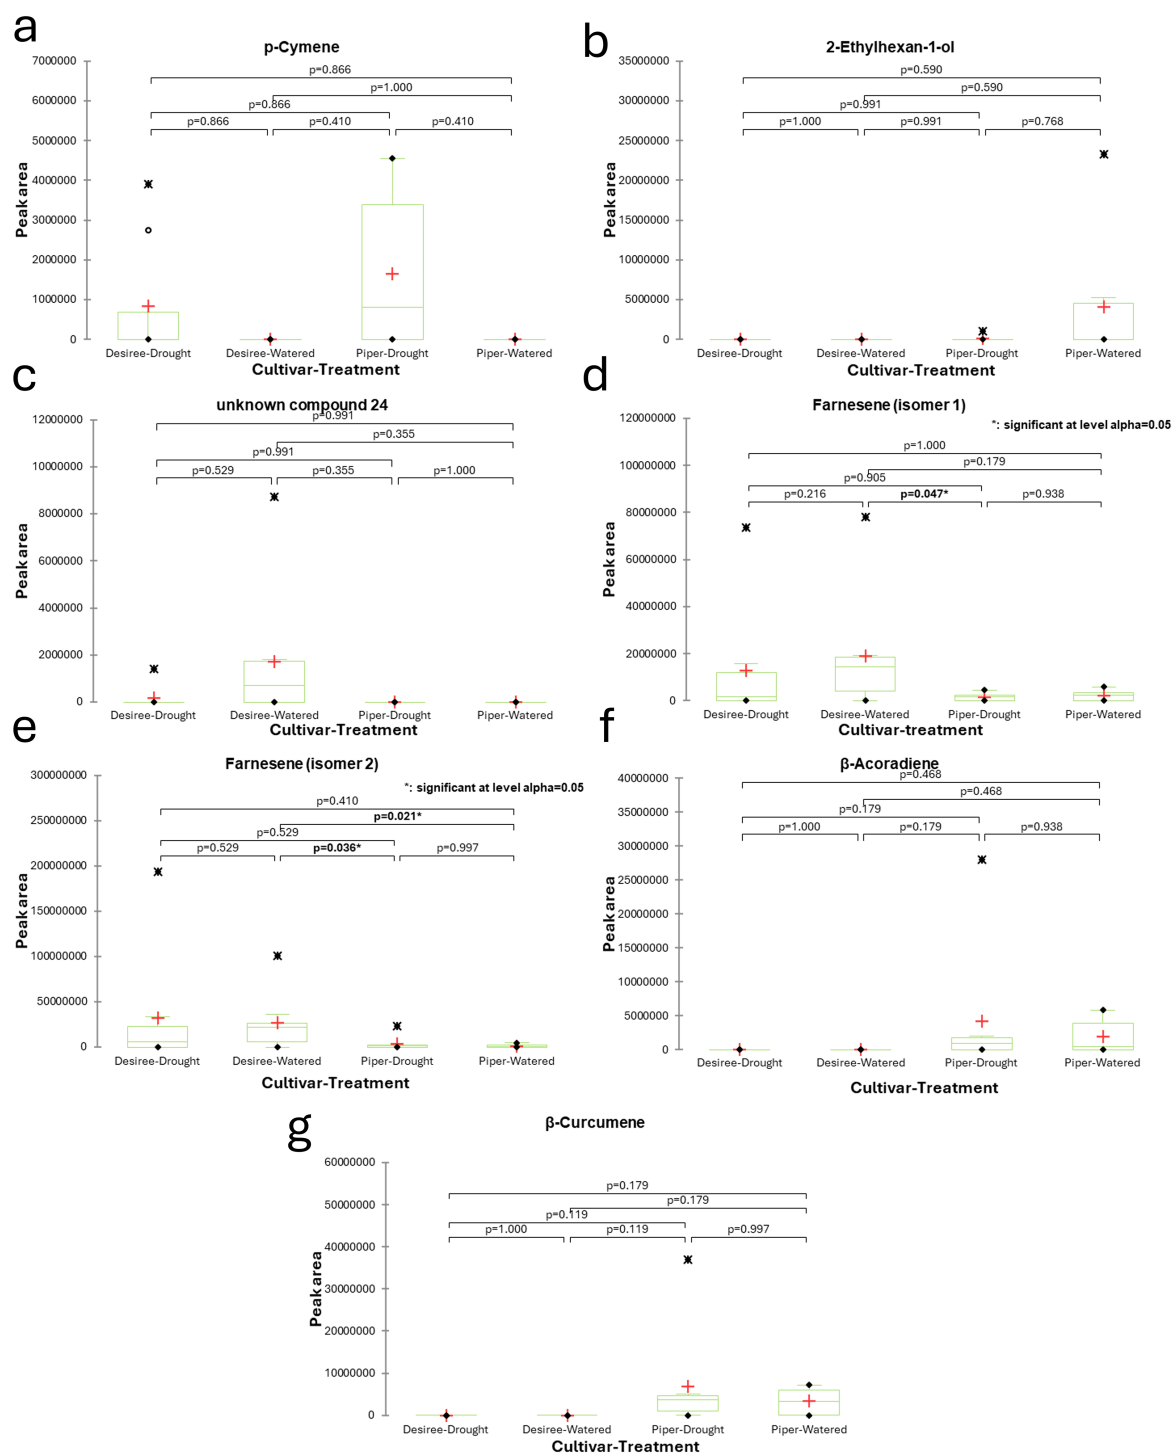 a
p-Cymene
7000000
6000000
5000000
4000000
3000000
2000000
1000000
0
Peak area
p=0.866
p=1.000
p=0.866
p=0.866 p=0.410 p=0.410
Desiree-Drought Desiree-Watered Piper-Drought Piper-Watered
Cultivar-Treatment
b
2-Ethylhexan-1-ol
35000000
30000000
25000000
20000000
15000000
10000000
5000000
0
Peak area
p=0.590
p=0.590
p=0.991
p=1.000 p=0.991 p=0.768
Desiree-Drought Desiree-Watered Piper-Drought Piper-Watered
Cultivar-Treatment
c
unknown compound 24
12000000
10000000
8000000
6000000
4000000
2000000
0
Peak area
p=0.991
p=0.355
p=0.991
p=0.529 p=0.355 p=1.000
Desiree-Drought Desiree-Watered Piper-Drought Piper-Watered
Cultivar-Treatment
d
Farnesene (isomer 1)
*: significant at level alpha=0.05
120000000
100000000
80000000
60000000
40000000
20000000
0
Peak area
p=1.000
p=0.179
p=0.905
p=0.216 p=0.047* p=0.938
Desiree-Drought Desiree-Watered Piper-Drought Piper-Watered
Cultivar-treatment
e
Farnesene (isomer 2)
*: significant at level alpha=0.05
300000000
250000000
200000000
150000000
100000000
50000000
0
Peak area
p=0.410
p=0.021*
p=0.529
p=0.529 p=0.036* p=0.997
Desiree-Drought Desiree-Watered Piper-Drought Piper-Watered
Cultivar-Treatment
f
β-Acoradiene
40000000
35000000
30000000
25000000
20000000
15000000
10000000
5000000
0
Peak area
p=0.468
p=0.468
p=0.179
p=1.000 p=0.179 p=0.938
Desiree-Drought Desiree-Watered Piper-Drought Piper-Watered
Cultivar-Treatment
g
β-Curcumene
60000000
50000000
40000000
30000000
20000000
10000000
0
Peak area
p=0.179
p=0.179
p=0.119
p=1.000 p=0.119 p=0.997
Desiree-Drought Desiree-Watered Piper-Drought Piper-Watered
Cultivar-Treatment